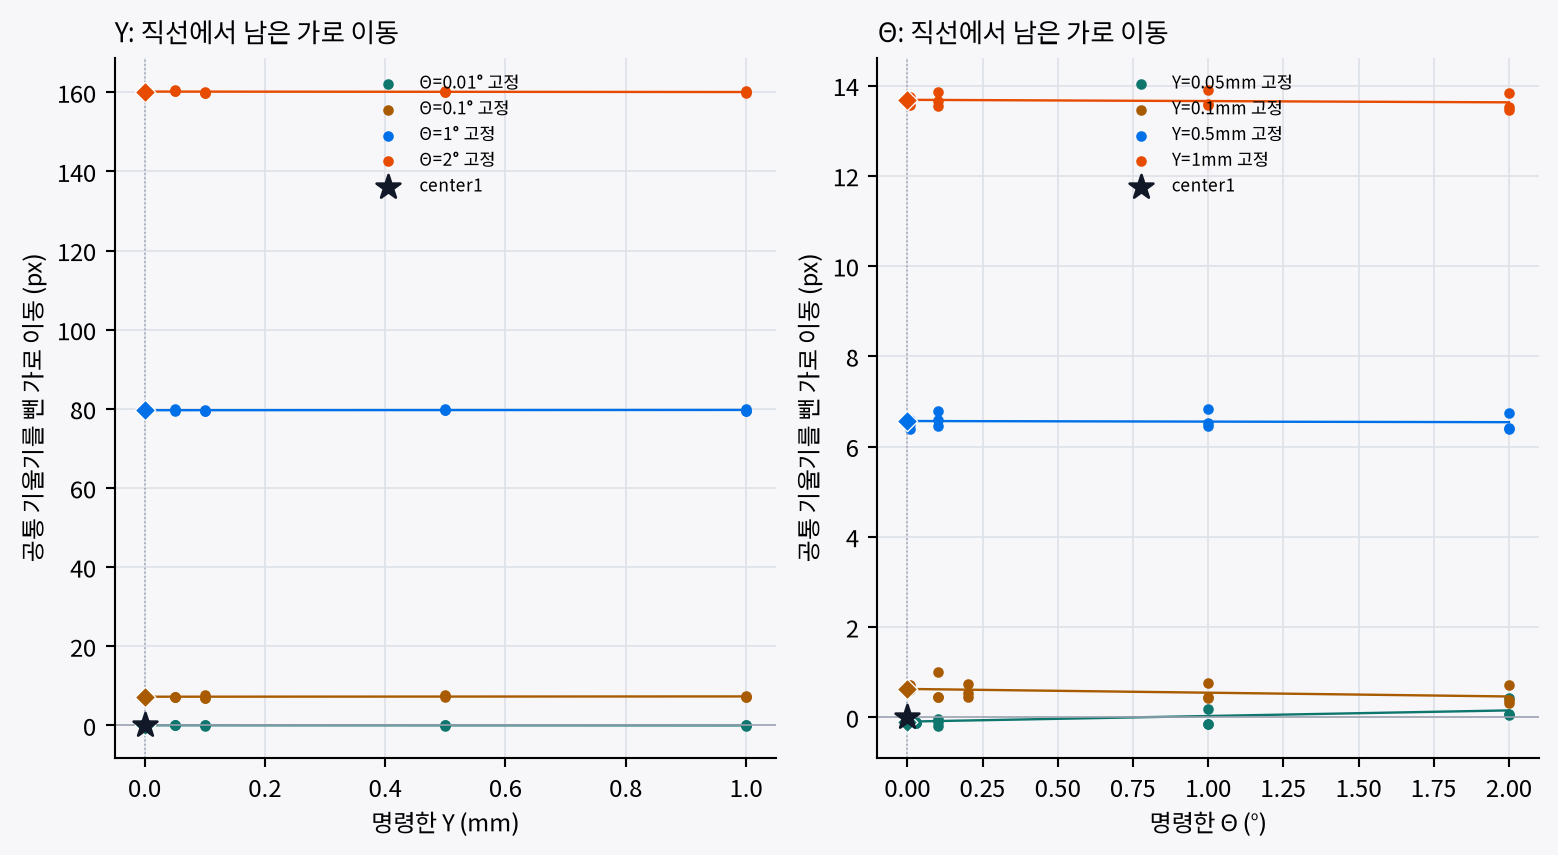 Y: 직선에서 남은 가로 이동
공통 기울기를 뺀 가로 이동 (px)
160
140
120
100
80
60
40
20
0
Θ=0.01° 고정
Θ=0.1° 고정
Θ=1° 고정
Θ=2° 고정
center1
0.0 0.2 0.4 0.6 0.8 1.0
명령한 Y (mm)
Θ: 직선에서 남은 가로 이동
공통 기울기를 뺀 가로 이동 (px)
14
12
10
8
6
4
2
0
Y=0.05mm 고정
Y=0.1mm 고정
Y=0.5mm 고정
Y=1mm 고정
center1
0.00 0.25 0.50 0.75 1.00 1.25 1.50 1.75 2.00
명령한 Θ (°)